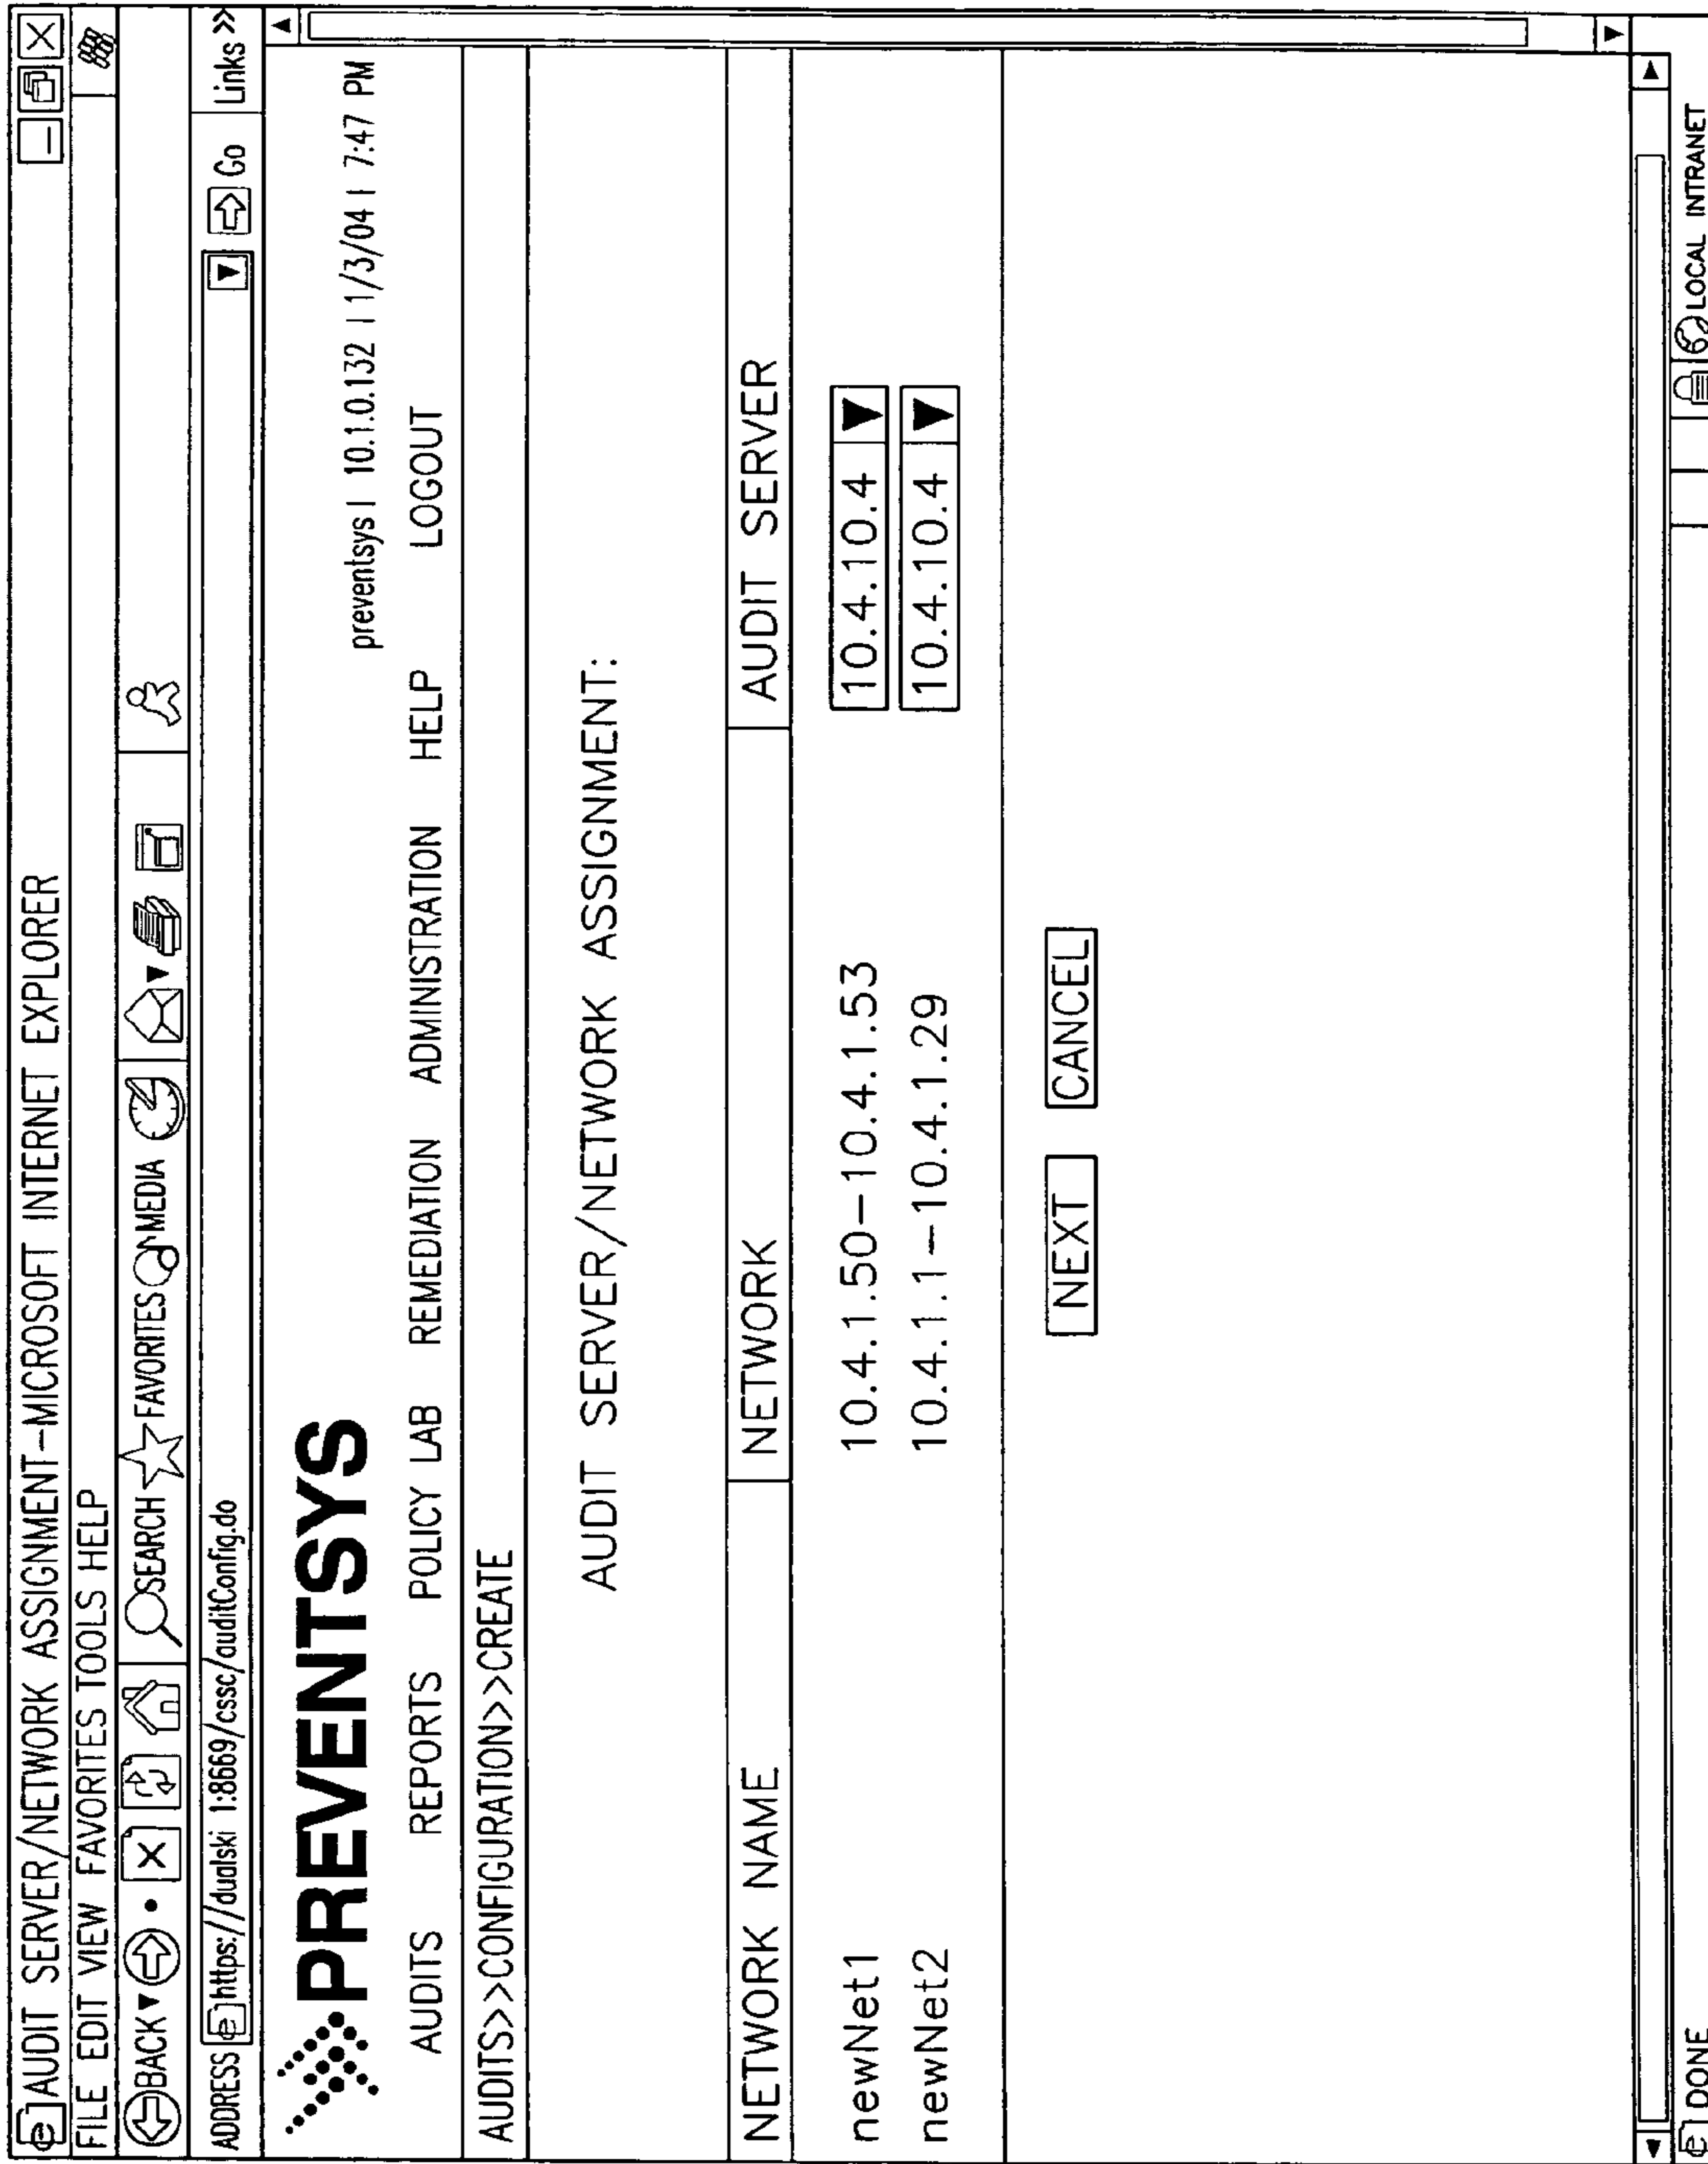 AUDIT SERVER/NETWORK ASSIGNMENT-MICROSOFT INTERNET EXPLORER
FILE EDIT VIEW FAVORITES TOOLS HELP
BACK SEARCH FAVORITES MEDIA
ADDRESS https://dualski 1:8669/cssc/auditConfig.do Go Links >>
PREVENTSYS
preventsys | 10.1.0.132 | 1/3/04 | 7:47 PM
AUDITS REPORTS POLICY LAB REMEDIATION ADMINISTRATION HELP LOGOUT
AUDITS>>CONFIGURATION>>CREATE
AUDIT SERVER/NETWORK ASSIGNMENT:
NETWORK NAME NETWORK AUDIT SERVER
newNet1 10.4.1.50-10.4.1.53 10.4.10.4
newNet2 10.4.1.1-10.4.1.29 10.4.10.4
NEXT CANCEL
DONE LOCAL INTRANET